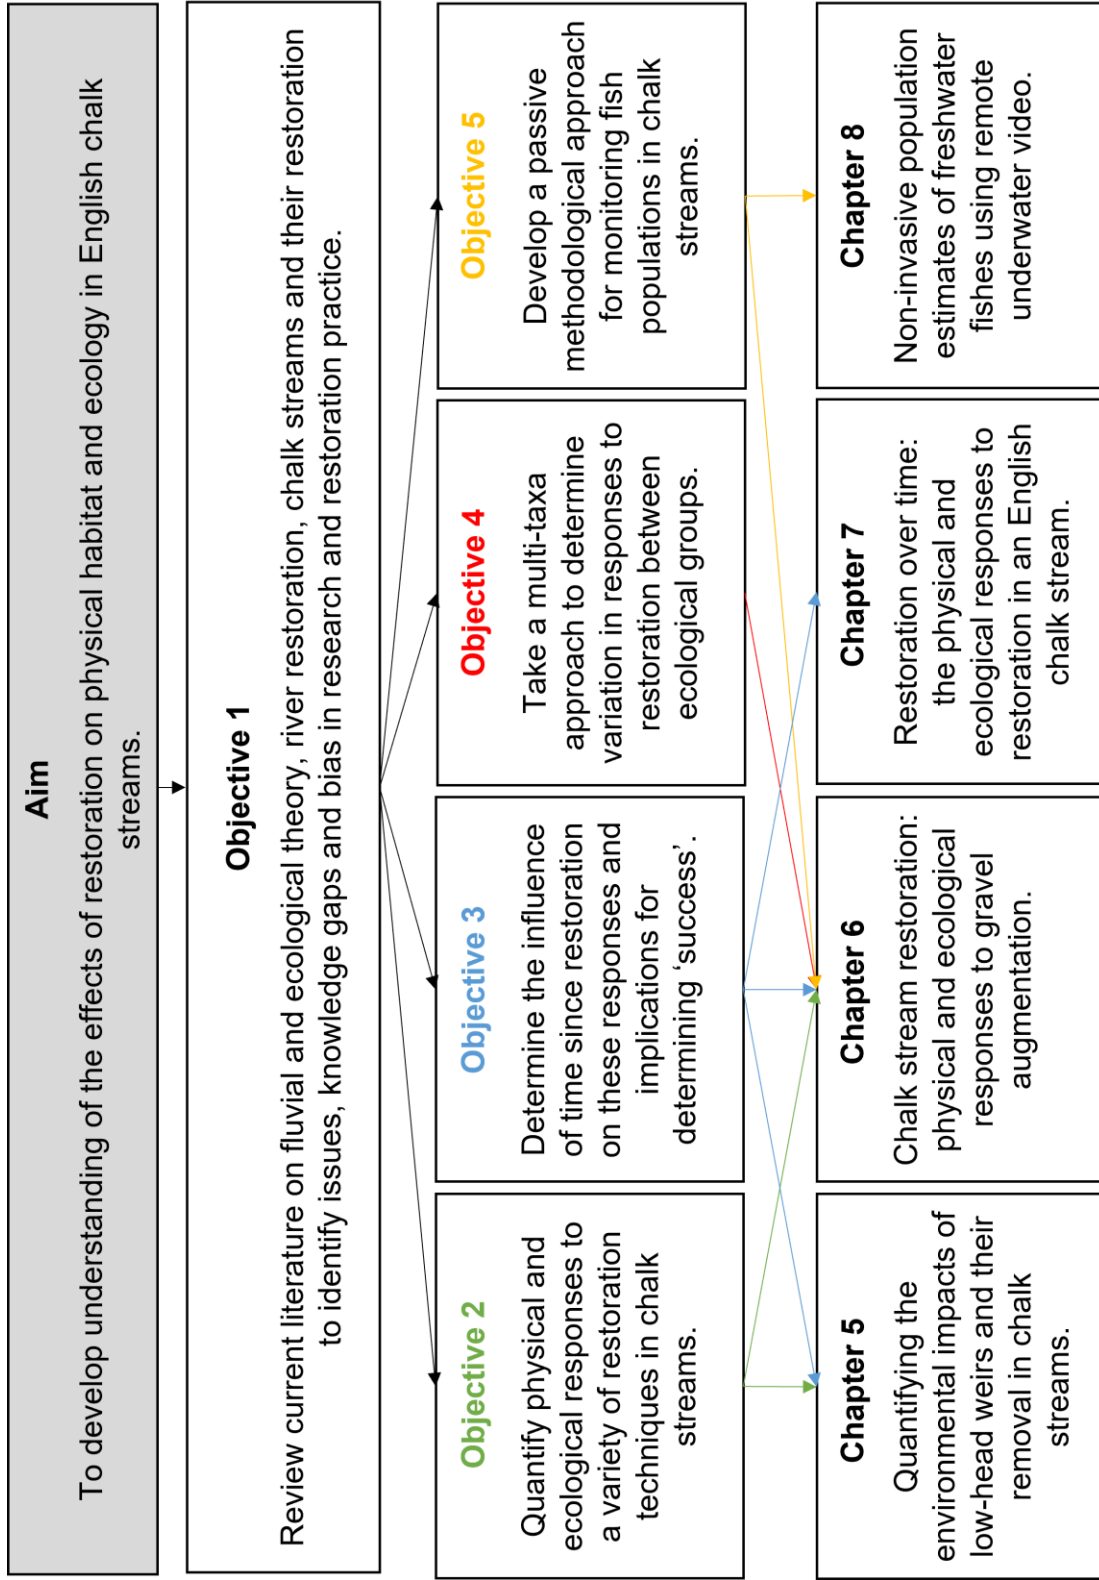 Aim
To develop understanding of the effects of restoration on physical habitat and ecology in English chalk
streams.
Objective 1
Review current literature on fluvial and ecological theory, river restoration, chalk streams and their restoration
to identify issues, knowledge gaps and bias in research and restoration practice.
Objective 2
Quantify physical and
ecological responses to
a variety of restoration
techniques in chalk
streams.
Objective 3
Determine the influence
of time since restoration
on these responses and
implications for
determining ‘success’.
Objective 4
Take a multi-taxa
approach to determine
variation in responses to
restoration between
ecological groups.
Objective 5
Develop a passive
methodological approach
for monitoring fish
populations in chalk
streams.
Chapter 5
Quantifying the
environmental impacts of
low-head weirs and their
removal in chalk
streams.
Chapter 6
Chalk stream restoration:
physical and ecological
responses to gravel
augmentation.
Chapter 7
Restoration over time:
the physical and
ecological responses to
restoration in an English
chalk stream.
Chapter 8
Non-invasive population
estimates of freshwater
fishes using remote
underwater video.